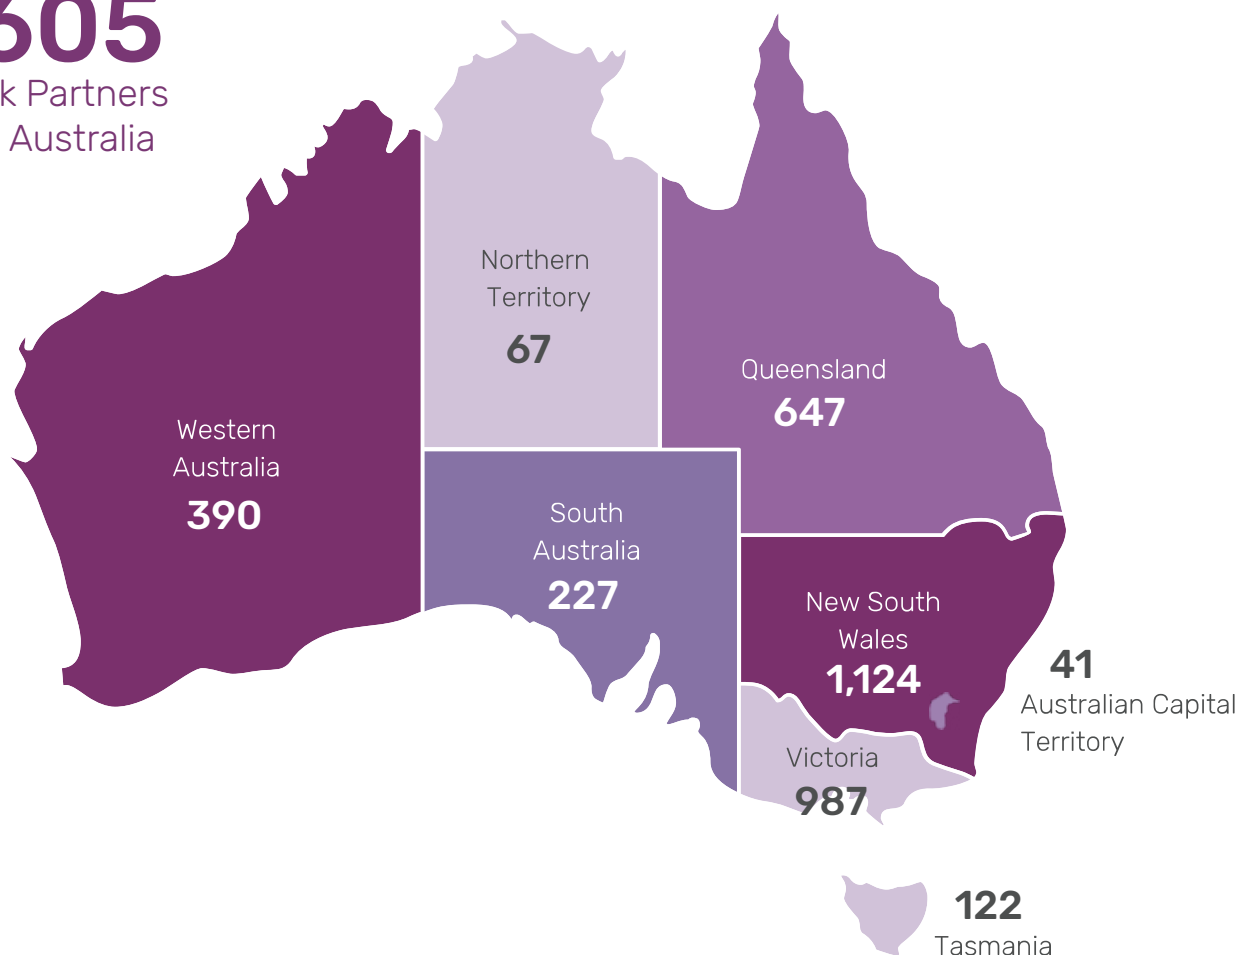 605
k Partners
Australia
Northern
Territory
67
Queensland
647
Western
Australia
390
South
Australia
227
New South
Wales
1,124
41
Australian Capital
Territory
Victoria
987
122
Tasmania